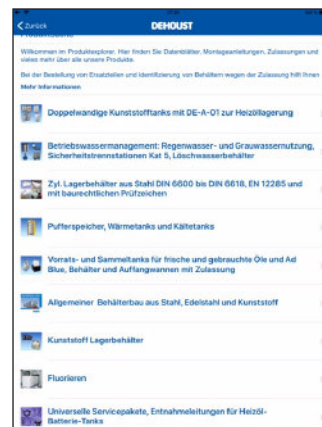 Zurück
DEHOUST
Willkommen im Produktexplorer. Hier finden Sie Datenblätter, Montageanleitungen, Zulassungen und
vieles mehr über alle unsere Produkte.
Bei der Bestellung von Ersatzteilen und Identifizierung von Behältern wegen der Zulassung hilft Ihnen
Mehr Informationen
Doppelwandige Kunststofftanks mit DE-A-01 zur Heizöllagerung
Betriebswassermanagement: Regenwasser- und Grauwassernutzung,
Sicherheitstrennstationen Kat 5, Löschwasserbehälter
Zyl. Lagerbehälter aus Stahl DIN 6600 bis DIN 6618, EN 12285 und
mit baurechtlichen Prüfzeichen
Pufferspeicher, Wärmetanks und Kältetanks
Vorrats- und Sammeltanks für frische und gebrauchte Öle und Ad
Blue, Behälter und Auffangwannen mit Zulassung
Allgemeiner Behälterbau aus Stahl, Edelstahl und Kunststoff
Kunststoff Lagerbehälter
Fluorieren
Universelle Servicepakete, Entnahmeleitungen für Heizöl-
Batterie-Tanks